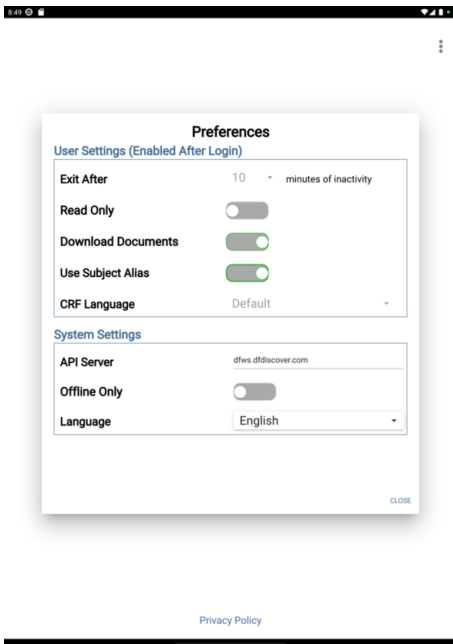 8:49
Preferences
User Settings (Enabled After Login)
Exit After 10 minutes of inactivity
Read Only
Download Documents
Use Subject Alias
CRF Language Default
System Settings
API Server dfws.dfdiscover.com
Offline Only
Language English
CLOSE
Privacy Policy